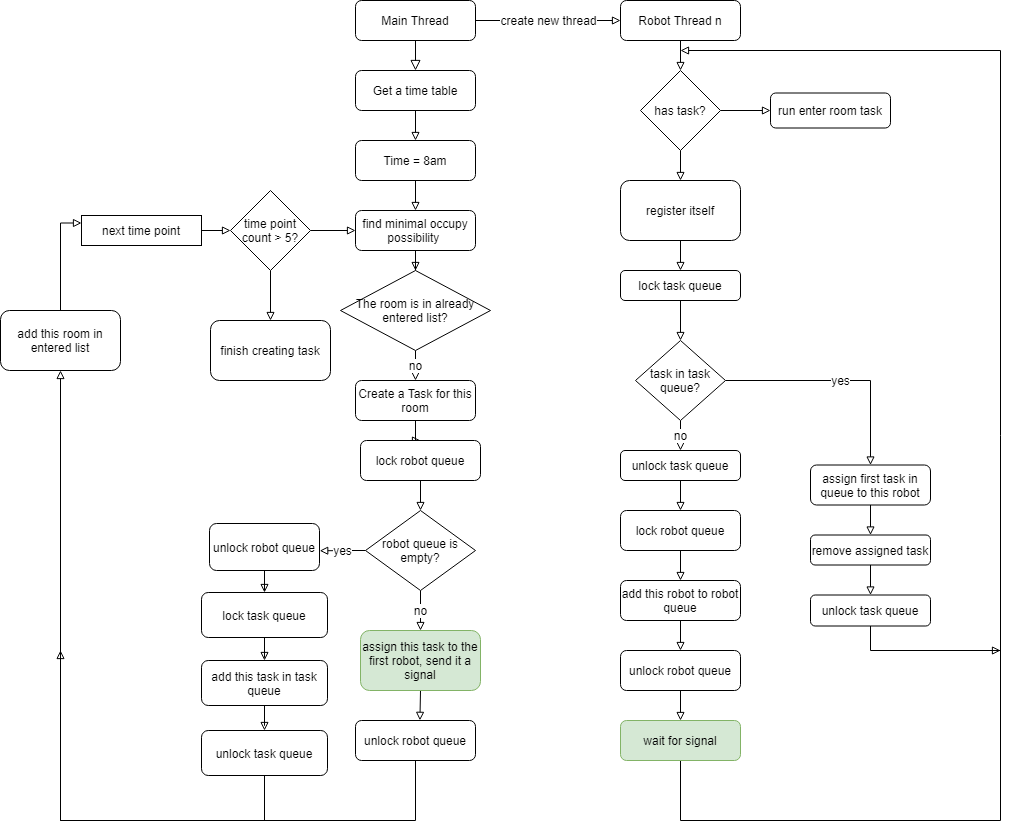 Main Thread
create new thread
Robot Thread n
Get a time table
has task?
run enter room task
Time = 8am
register itself
next time point
time point
count > 5?
find minimal occupy
possibility
lock task queue
add this room in
entered list
finish creating task
The room is in already
entered list?
no
Create a Task for this
room
task in task
queue?
yes
no
lock robot queue
unlock task queue
assign first task in
queue to this robot
unlock robot queue
yes
robot queue is
empty?
lock robot queue
remove assigned task
lock task queue
no
add this robot to robot
queue
unlock task queue
assign this task to the
first robot, send it a
signal
add this task in task
queue
unlock robot queue
unlock task queue
unlock robot queue
wait for signal